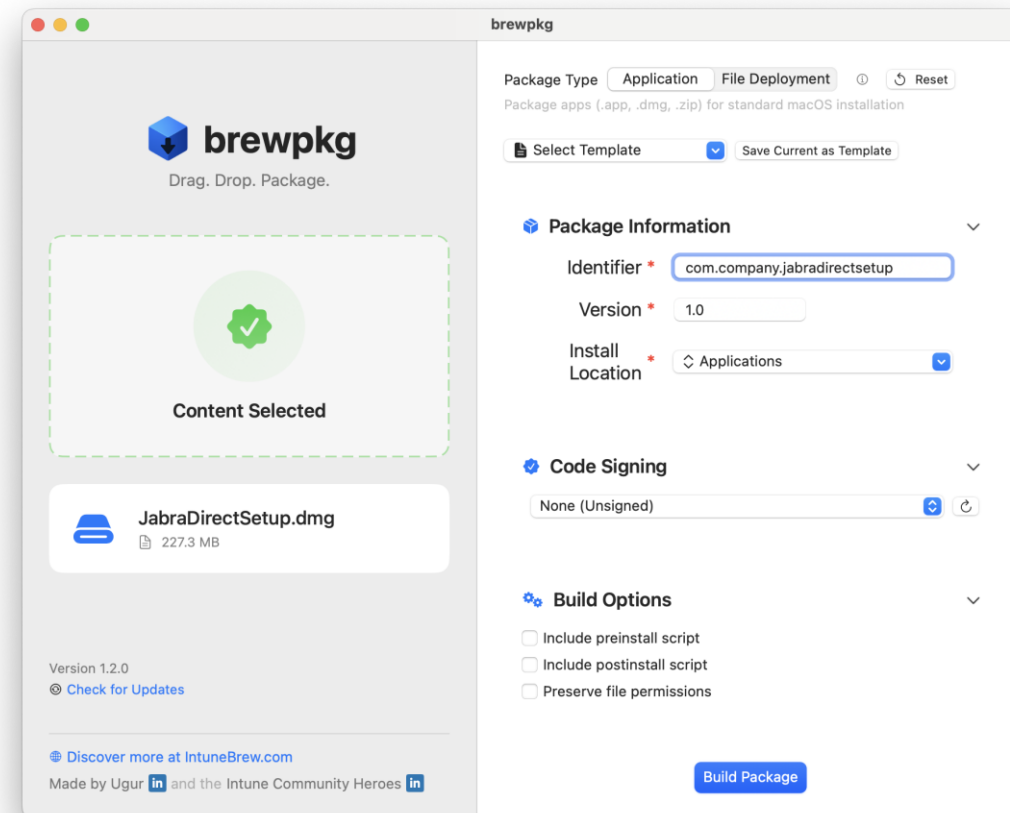 brewpkg
brewpkg
Drag. Drop. Package.
Content Selected
JabraDirectSetup.dmg
227.3 MB
Version 1.2.0
Check for Updates
Discover more at IntuneBrew.com
Made by Ugur in and the Intune Community Heroes in
Package Type Application File Deployment Reset
Package apps (.app, .dmg, .zip) for standard macOS installation
Select Template Save Current as Template
Package Information
Identifier * com.company.jabradirectsetup
Version * 1.0
Install
Location * Applications
Code Signing
None (Unsigned)
Build Options
Include preinstall script
Include postinstall script
Preserve file permissions
Build Package